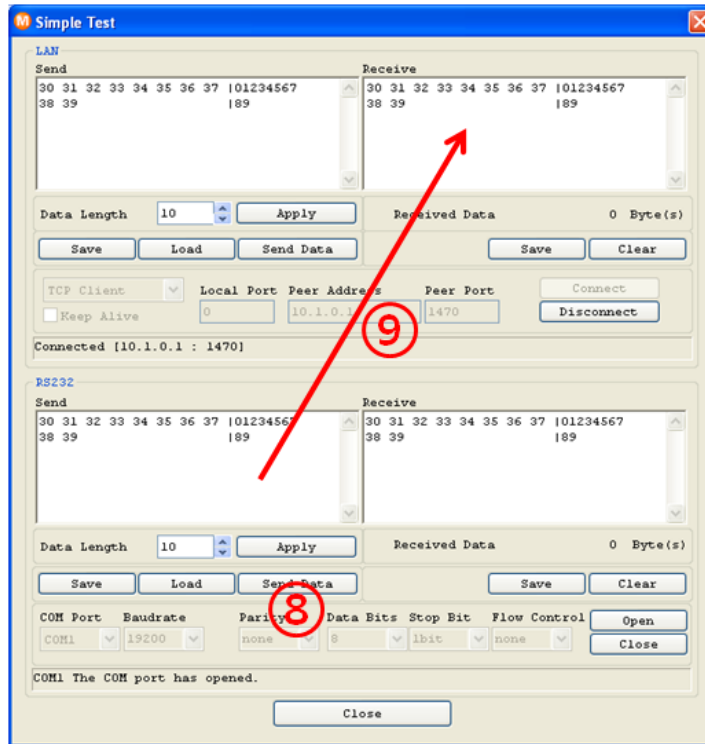 Simple Test
LAN
Send Receive
30 31 32 33 34 35 36 37 |01234567 30 31 32 33 34 35 36 37 |01234567
38 39 |89 38 39 |89
Data Length 10 Apply Received Data 0 Byte(s)
Save Load Send Data Save Clear
TCP Client Local Port Peer Address Peer Port Connect
Keep Alive 0 10.1.0.1 1470 Disconnect
⑨
Connected [10.1.0.1 : 1470]
RS232
Send Receive
30 31 32 33 34 35 36 37 |01234567 30 31 32 33 34 35 36 37 |01234567
38 39 |89 38 39 |89
Data Length 10 Apply Received Data 0 Byte(s)
Save Load Send Data Save Clear
⑧
COM Port Baudrate Parity Data Bits Stop Bit Flow Control Open
COM1 19200 none 8 1bit none Close
COM1 The COM port has opened.
Close